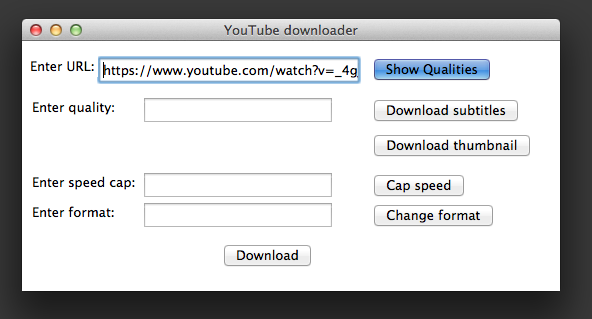 YouTube downloader
Enter URL: https://www.youtube.com/watch?v=_4g Show Qualities
Enter quality: Download subtitles
Download thumbnail
Enter speed cap: Cap speed
Enter format: Change format
Download